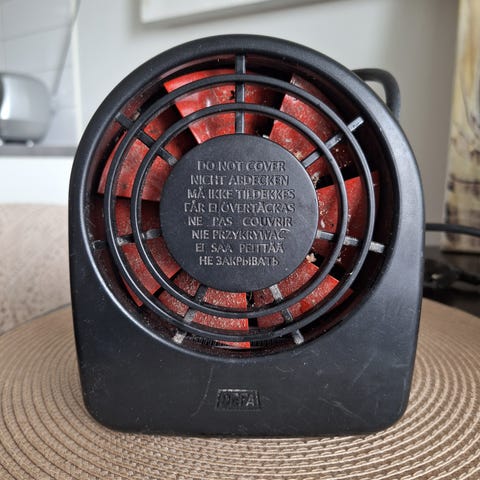 DO NOT COVER
NICHT ABDECKEN
MÅ IKKE TILDEKKES
FÅR EJ ÖVERTÄCKAS
NE PAS COUVRIR
NIE PRZYKRYWAĆ
EI SAA PEITTÄÄ
НЕ ЗАКРЫВАТЬ
DEFA